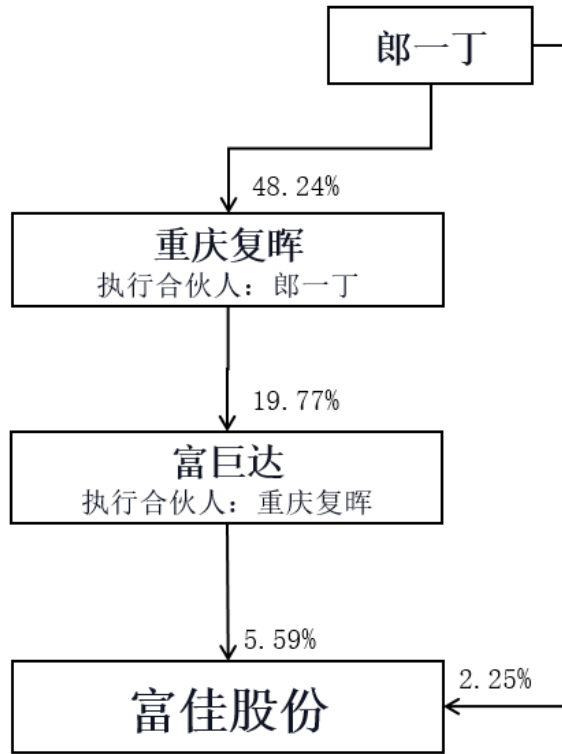 郎一丁
48.24%
重庆复晖
执行合伙人：郎一丁
19.77%
富巨达
执行合伙人：重庆复晖
5.59%
2.25%
富佳股份